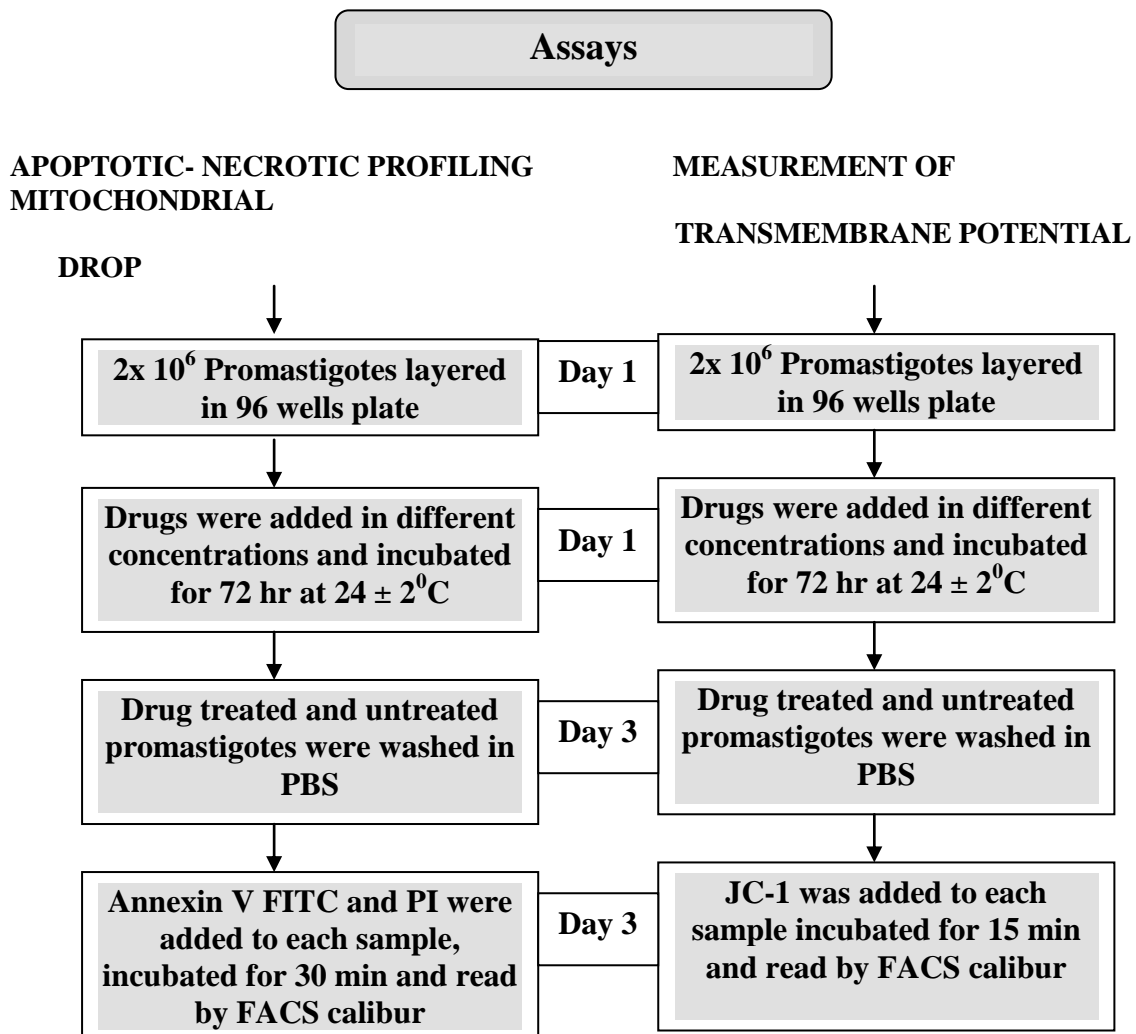 Assays
APOPTOTIC- NECROTIC PROFILING
MITOCHONDRIAL
DROP
MEASUREMENT OF
TRANSMEMBRANE POTENTIAL
2x 10⁶ Promastigotes layered
in 96 wells plate
Day 1
2x 10⁶ Promastigotes layered
in 96 wells plate
Drugs were added in different
concentrations and incubated
for 72 hr at 24 ± 2⁰C
Day 1
Drugs were added in different
concentrations and incubated
for 72 hr at 24 ± 2⁰C
Drug treated and untreated
promastigotes were washed in
PBS
Day 3
Drug treated and untreated
promastigotes were washed in
PBS
Annexin V FITC and PI were
added to each sample,
incubated for 30 min and read
by FACS calibur
Day 3
JC-1 was added to each
sample incubated for 15 min
and read by FACS calibur